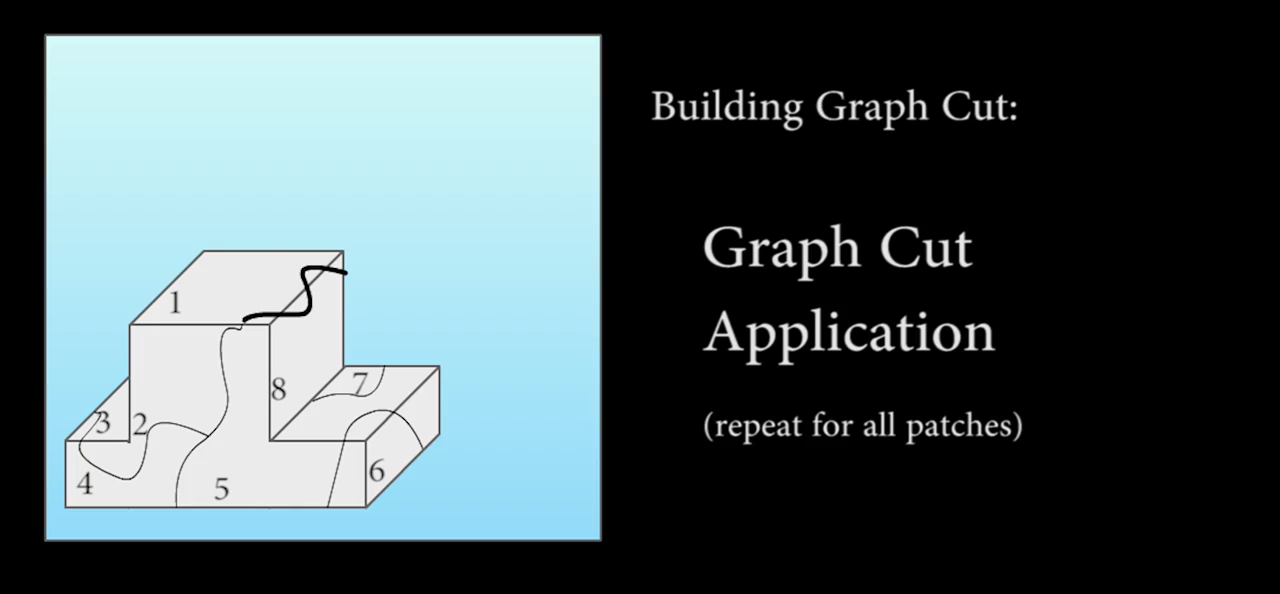 Building Graph Cut:
Graph Cut
Application
(repeat for all patches)
1
8
7
3
2
6
4
5